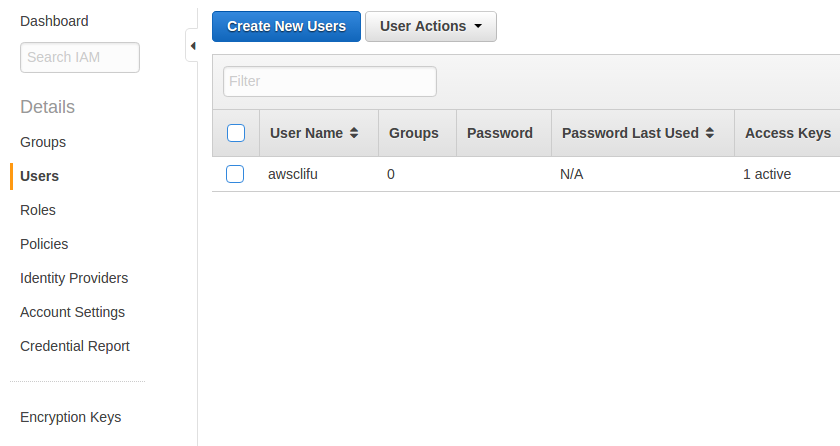 Dashboard
Search IAM
Details
Groups
Users
Roles
Policies
Identity Providers
Account Settings
Credential Report
Encryption Keys
Create New Users User Actions
Filter
User Name Groups Password Password Last Used Access Keys
awsclifu 0 N/A 1 active